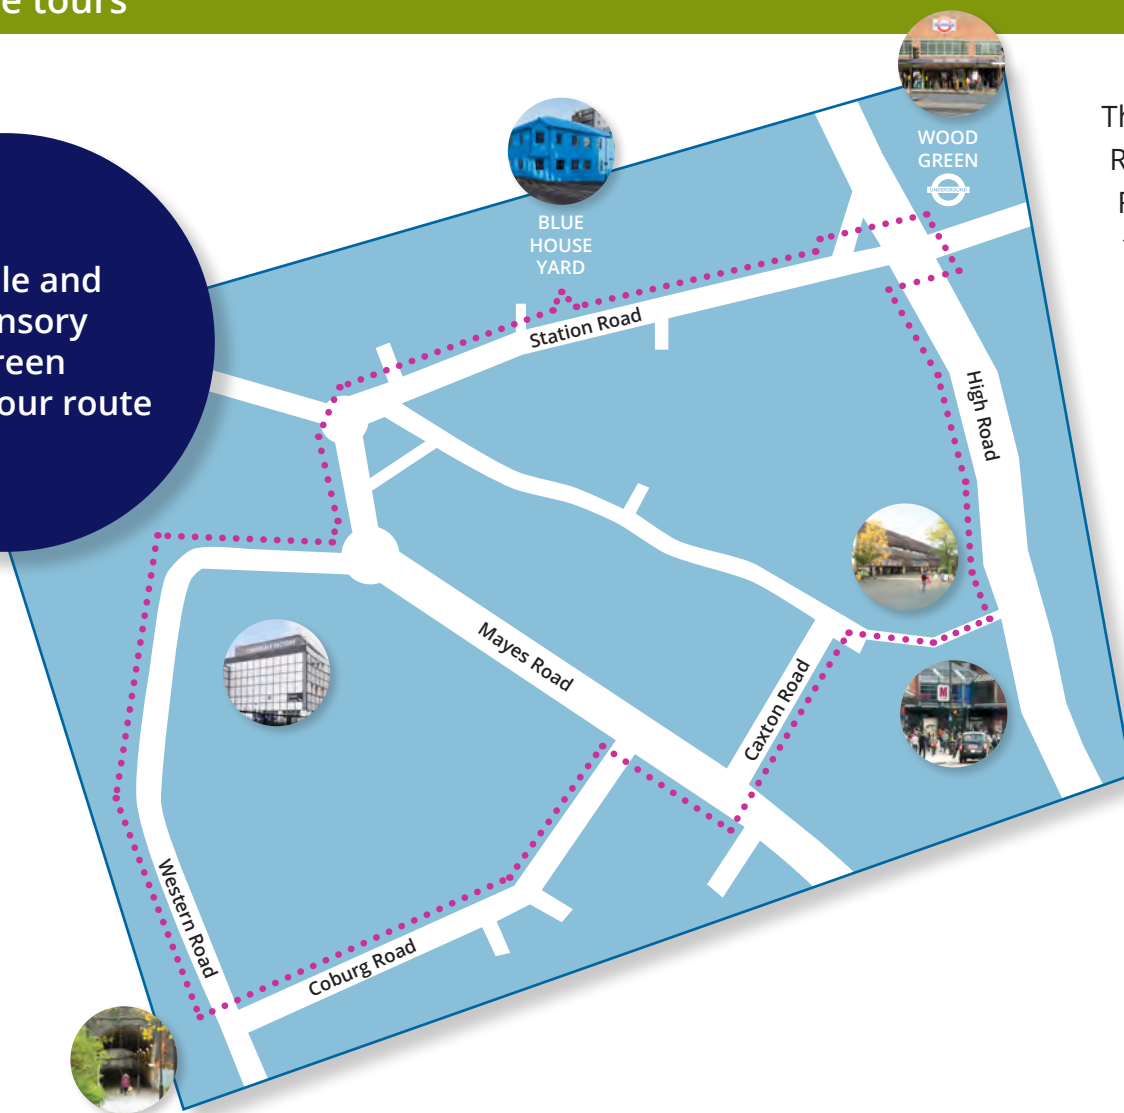 e tours
WOOD
GREEN
UNDERGROUND
BLUE
HOUSE
YARD
le and
nsory
reen
our route
Station Road
High Road
Mayes Road
Caxton Road
Western Road
Coburg Road
M
Th
R